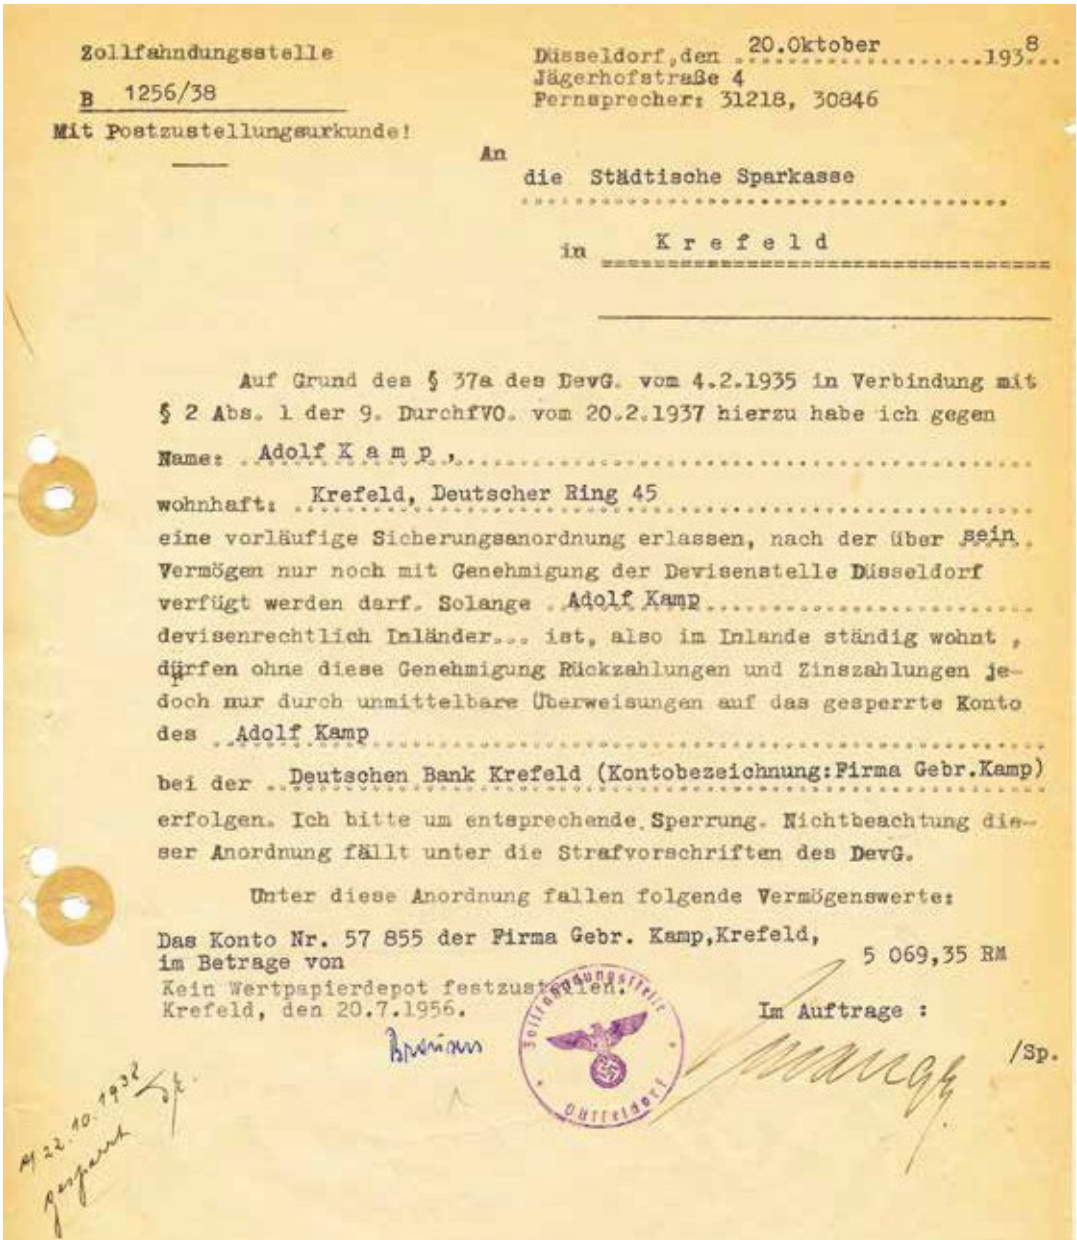 Zollfahndungsstelle
B 1256/38
Mit Postzustellungsurkunde!
Düsseldorf, den 20.Oktober 1938
Jägerhofstraße 4
Fernsprecher: 31218, 30846
An
die Städtische Sparkasse
in Krefeld
Auf Grund des § 37a des DevG. vom 4.2.1935 in Verbindung mit
§ 2 Abs. 1 der 9. DurchfVO. vom 20.2.1937 hierzu habe ich gegen
Name: Adolf Kamp,
wohnhaft: Krefeld, Deutscher Ring 45
eine vorläufige Sicherungsanordnung erlassen, nach der über sein
Vermögen nur noch mit Genehmigung der Devisenstelle Düsseldorf
verfügt werden darf. Solange Adolf Kamp
devisenrechtlich Inländer... ist, also im Inlande ständig wohnt,
dürfen ohne diese Genehmigung Rückzahlungen und Zinszahlungen je-
doch nur durch unmittelbare Überweisungen auf das gesperrte Konto
des Adolf Kamp
bei der Deutschen Bank Krefeld (Kontobezeichnung:Firma Gebr.Kamp)
erfolgen. Ich bitte um entsprechende Sperrung. Nichtbeachtung die-
ser Anordnung fällt unter die Strafvorschriften des DevG.
Unter diese Anordnung fallen folgende Vermögenswerte:
Das Konto Nr. 57 855 der Firma Gebr. Kamp,Krefeld,
im Betrage von 5 069,35 RM
Kein Wertpapierdepot festzustellen.
Krefeld, den 20.7.1956.
Im Auftrage :
/Sp.
Zollfahndungsstelle
Düsseldorf
22.10.1938
gesperrt